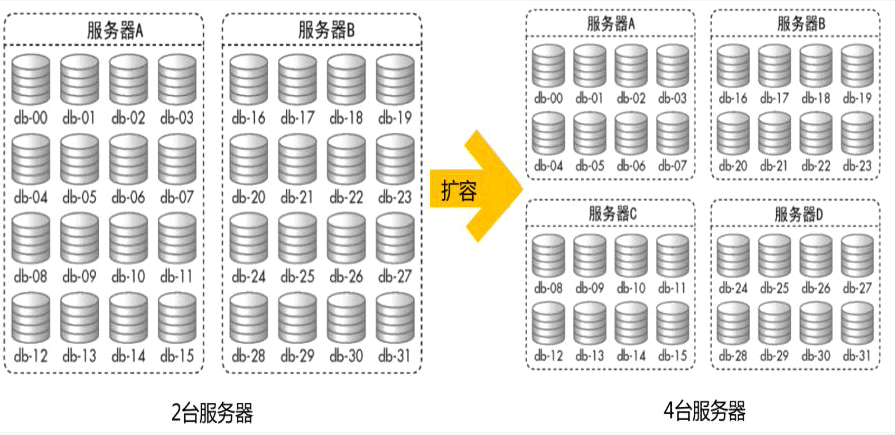 服务器A
db-00 db-01 db-02 db-03
db-04 db-05 db-06 db-07
db-08 db-09 db-10 db-11
db-12 db-13 db-14 db-15
服务器B
db-16 db-17 db-18 db-19
db-20 db-21 db-22 db-23
db-24 db-25 db-26 db-27
db-28 db-29 db-30 db-31
2台服务器
扩容
服务器A
db-00 db-01 db-02 db-03
db-04 db-05 db-06 db-07
服务器B
db-16 db-17 db-18 db-19
db-20 db-21 db-22 db-23
服务器C
db-08 db-09 db-10 db-11
db-12 db-13 db-14 db-15
服务器D
db-24 db-25 db-26 db-27
db-28 db-29 db-30 db-31
4台服务器